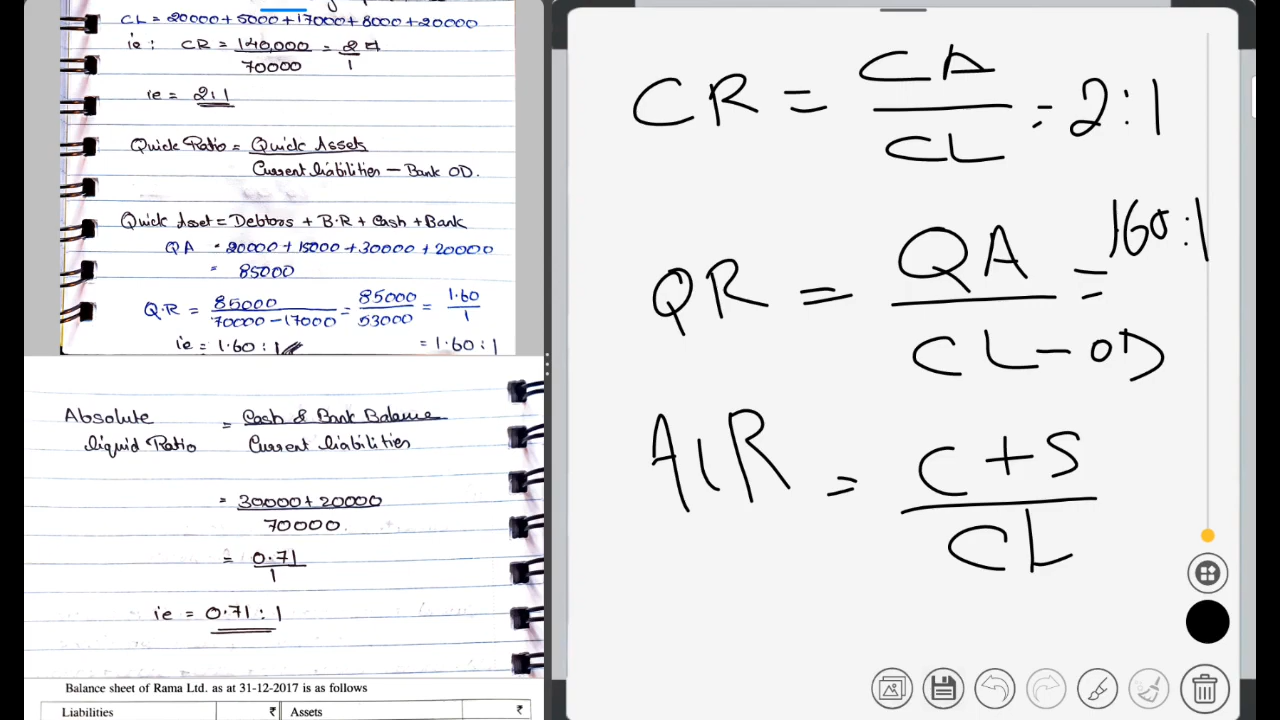 CL = 20000 + 5000 + 17000 + 8000 + 20000
ie : CR = 140,000 = 2
70000 1
ie = 2:1
Quick Ratio = Quick Assets
Current liabilities - Bank OD.
Quick Asset = Debtors + B.R + Cash + Bank
QA = 20000 + 15000 + 30000 + 20000
= 85000
Q.R = 85000 = 85000 = 1.60
70000 - 17000 53000 1
ie = 1.60 : 1 = 1.60 : 1
Absolute = Cash & Bank Balance
liquid Ratio Current liabilities
= 30000 + 20000
70000.
= 0.71
1
ie = 0.71 : 1
Balance sheet of Rama Ltd. as at 31-12-2017 is as follows
Liabilities ₹ Assets ₹
CR = CA = 2:1
CL
QR = QA = 160:1
CL - OD
ALR = C + S
CL